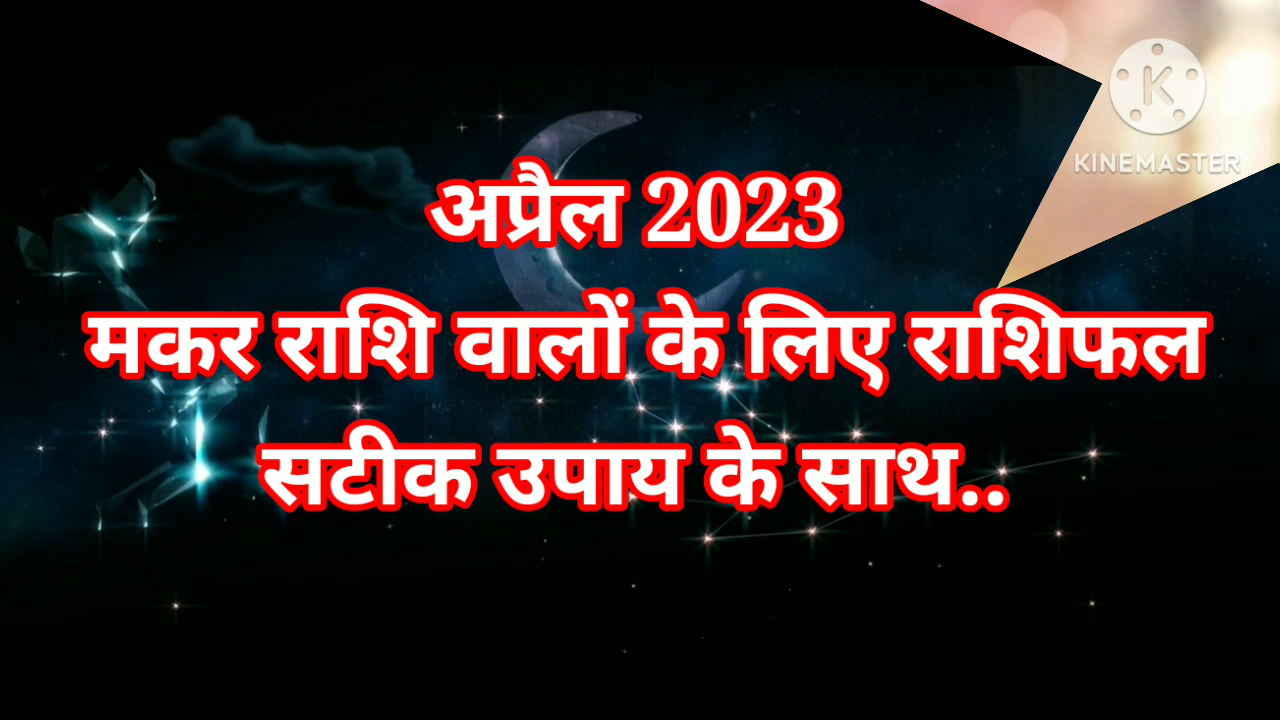 KINEMASTER
अप्रैल 2023
मकर राशि वालों के लिए राशिफल
सटीक उपाय के साथ..